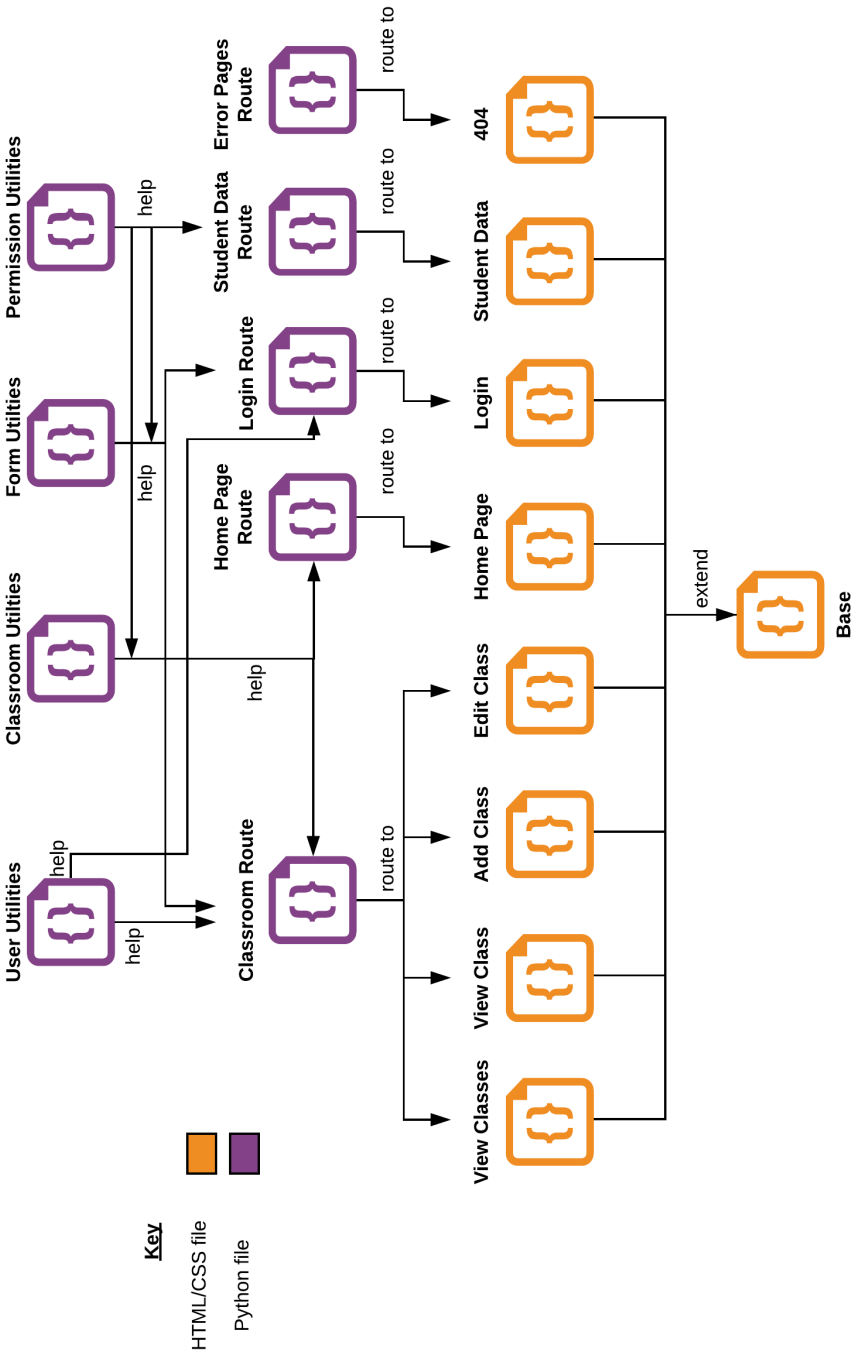 Key
HTML/CSS file
Python file
User Utilities
Classroom Utilties
Form Utilities
Permission Utilities
help
help
help
help
help
Classroom Route
Home Page
Route
Login Route
Student Data
Route
Error Pages
Route
route to
route to
route to
route to
route to
View Classes
View Class
Add Class
Edit Class
Home Page
Login
Student Data
404
extend
Base